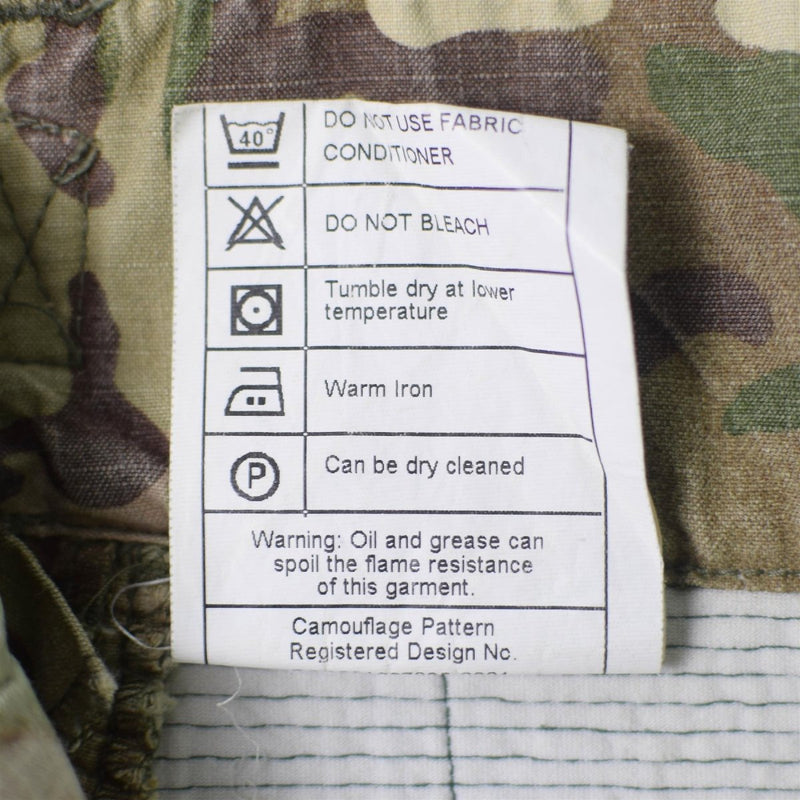 40°
DO NOT USE FABRIC
CONDITIONER
DO NOT BLEACH
Tumble dry at lower
temperature
Warm Iron
P
Can be dry cleaned
Warning: Oil and grease can
spoil the flame resistance
of this garment.
Camouflage Pattern
Registered Design No.